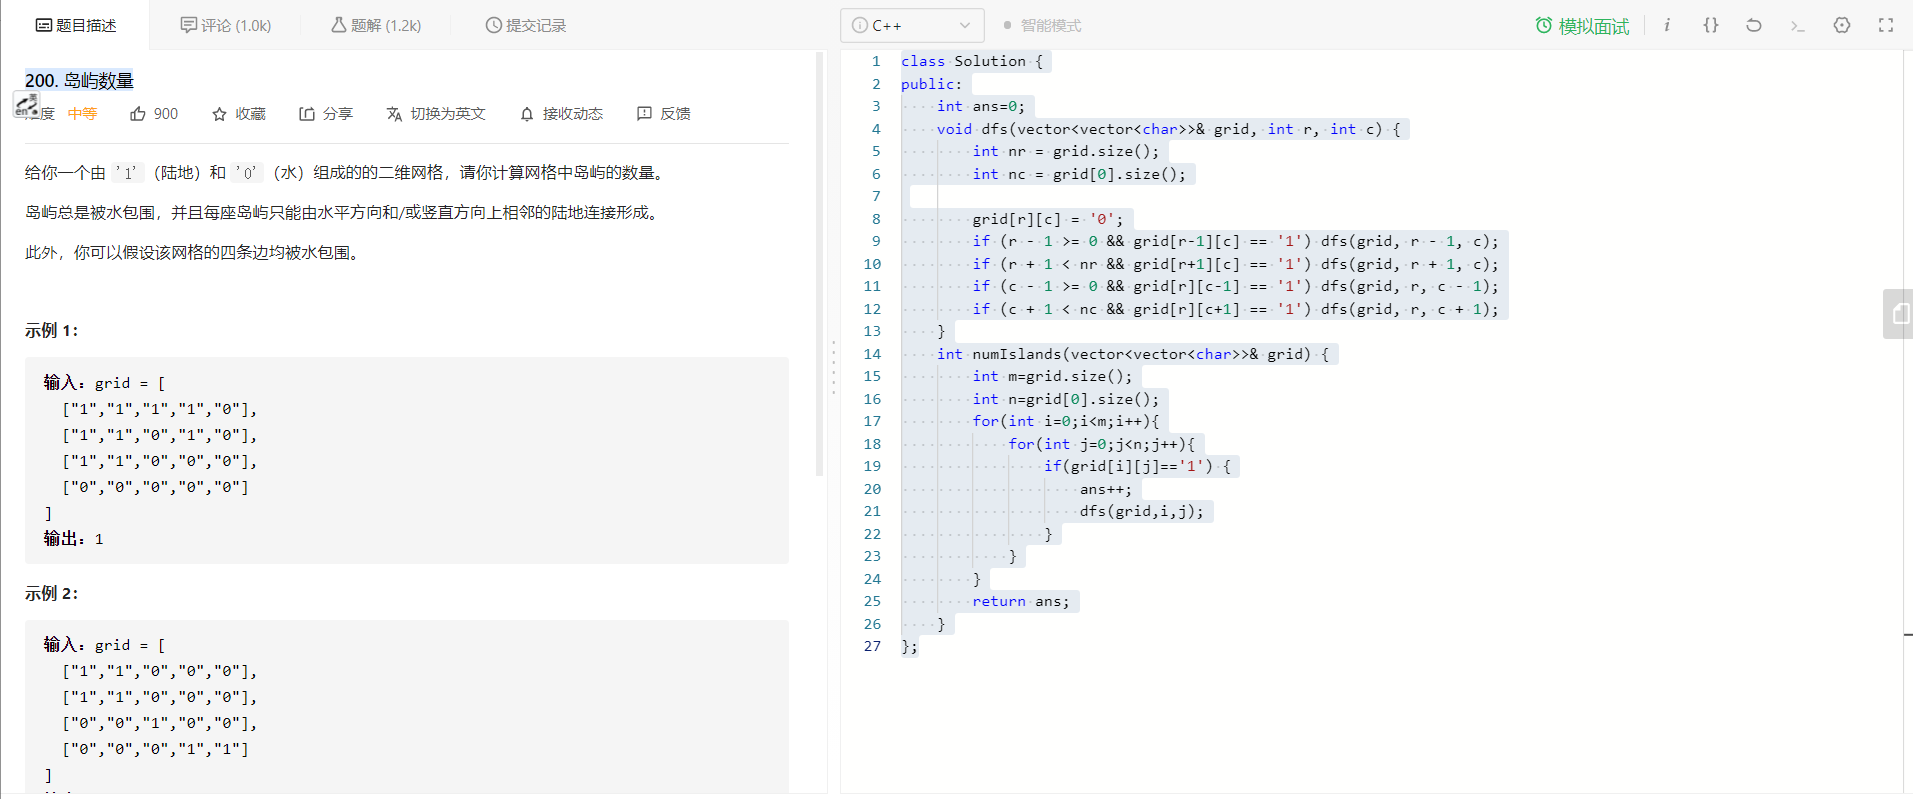 题目描述
评论 (1.0k)
题解 (1.2k)
提交记录
C++
智能模式
模拟面试
200. 岛屿数量
度 中等 900 收藏 分享 切换为英文 接收动态 反馈
给你一个由 '1'（陆地）和 '0'（水）组成的的二维网格，请你计算网格中岛屿的数量。
岛屿总是被水包围，并且每座岛屿只能由水平方向和/或竖直方向上相邻的陆地连接形成。
此外，你可以假设该网格的四条边均被水包围。
示例 1：
输入：grid = [
["1","1","1","1","0"],
["1","1","0","1","0"],
["1","1","0","0","0"],
["0","0","0","0","0"]
]
输出：1
示例 2：
输入：grid = [
["1","1","0","0","0"],
["1","1","0","0","0"],
["0","0","1","0","0"],
["0","0","0","1","1"]
]
1 class Solution {
2 public:
3 int ans=0;
4 void dfs(vector<vector<char>>& grid, int r, int c) {
5 int nr = grid.size();
6 int nc = grid[0].size();
7
8 grid[r][c] = '0';
9 if (r - 1 >= 0 && grid[r-1][c] == '1') dfs(grid, r - 1, c);
10 if (r + 1 < nr && grid[r+1][c] == '1') dfs(grid, r + 1, c);
11 if (c - 1 >= 0 && grid[r][c-1] == '1') dfs(grid, r, c - 1);
12 if (c + 1 < nc && grid[r][c+1] == '1') dfs(grid, r, c + 1);
13 }
14 int numIslands(vector<vector<char>>& grid) {
15 int m=grid.size();
16 int n=grid[0].size();
17 for(int i=0;i<m;i++){
18 for(int j=0;j<n;j++){
19 if(grid[i][j]=='1') {
20 ans++;
21 dfs(grid,i,j);
22 }
23 }
24 }
25 return ans;
26 }
27 };